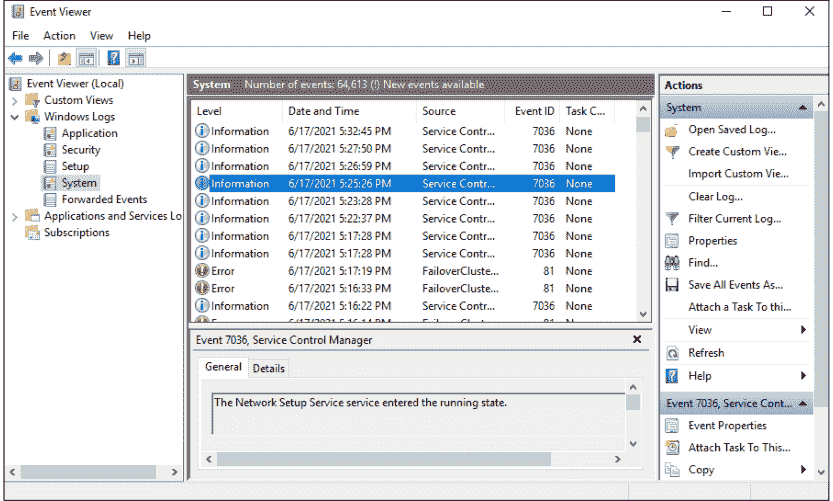 Event Viewer
File Action View Help
Event Viewer (Local)
Custom Views
Windows Logs
Application
Security
Setup
System
Forwarded Events
Applications and Services Lo
Subscriptions
System Number of events: 64,613 (!) New events available
Level Date and Time Source Event ID Task C...
Information 6/17/2021 5:32:45 PM Service Contr... 7036 None
Information 6/17/2021 5:27:50 PM Service Contr... 7036 None
Information 6/17/2021 5:26:59 PM Service Contr... 7036 None
Information 6/17/2021 5:25:26 PM Service Contr... 7036 None
Information 6/17/2021 5:23:28 PM Service Contr... 7036 None
Information 6/17/2021 5:22:37 PM Service Contr... 7036 None
Information 6/17/2021 5:17:28 PM Service Contr... 7036 None
Information 6/17/2021 5:17:28 PM Service Contr... 7036 None
Error 6/17/2021 5:17:19 PM FailoverCluste... 81 None
Error 6/17/2021 5:16:33 PM FailoverCluste... 81 None
Information 6/17/2021 5:16:22 PM Service Contr... 7036 None
Event 7036, Service Control Manager
General Details
The Network Setup Service service entered the running state.
Actions
System
Open Saved Log...
Create Custom Vie...
Import Custom Vie...
Clear Log...
Filter Current Log...
Properties
Find...
Save All Events As...
Attach a Task To thi...
View
Refresh
Help
Event 7036, Service Cont...
Event Properties
Attach Task To This...
Copy